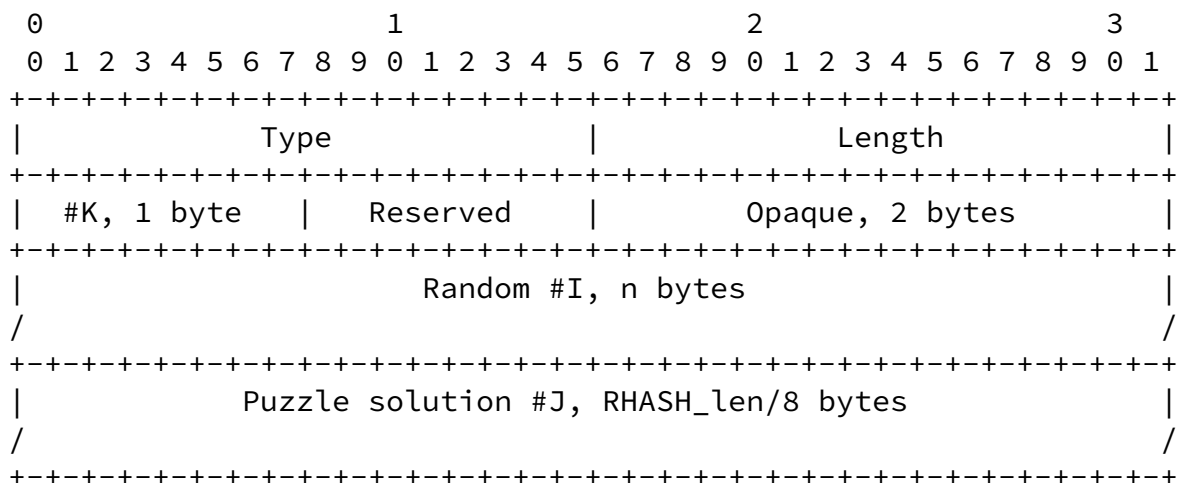 0                   1                   2                   3
 0 1 2 3 4 5 6 7 8 9 0 1 2 3 4 5 6 7 8 9 0 1 2 3 4 5 6 7 8 9 0 1
+-+-+-+-+-+-+-+-+-+-+-+-+-+-+-+-+-+-+-+-+-+-+-+-+-+-+-+-+-+-+-+-+
|             Type              |             Length            |
+-+-+-+-+-+-+-+-+-+-+-+-+-+-+-+-+-+-+-+-+-+-+-+-+-+-+-+-+-+-+-+-+
|  #K, 1 byte   |   Reserved    |        Opaque, 2 bytes        |
+-+-+-+-+-+-+-+-+-+-+-+-+-+-+-+-+-+-+-+-+-+-+-+-+-+-+-+-+-+-+-+-+
|                      Random #I, n bytes                       |
/                                                               /
+-+-+-+-+-+-+-+-+-+-+-+-+-+-+-+-+-+-+-+-+-+-+-+-+-+-+-+-+-+-+-+-+
|            Puzzle solution #J, RHASH_len/8 bytes              |
/                                                               /
+-+-+-+-+-+-+-+-+-+-+-+-+-+-+-+-+-+-+-+-+-+-+-+-+-+-+-+-+-+-+-+-+